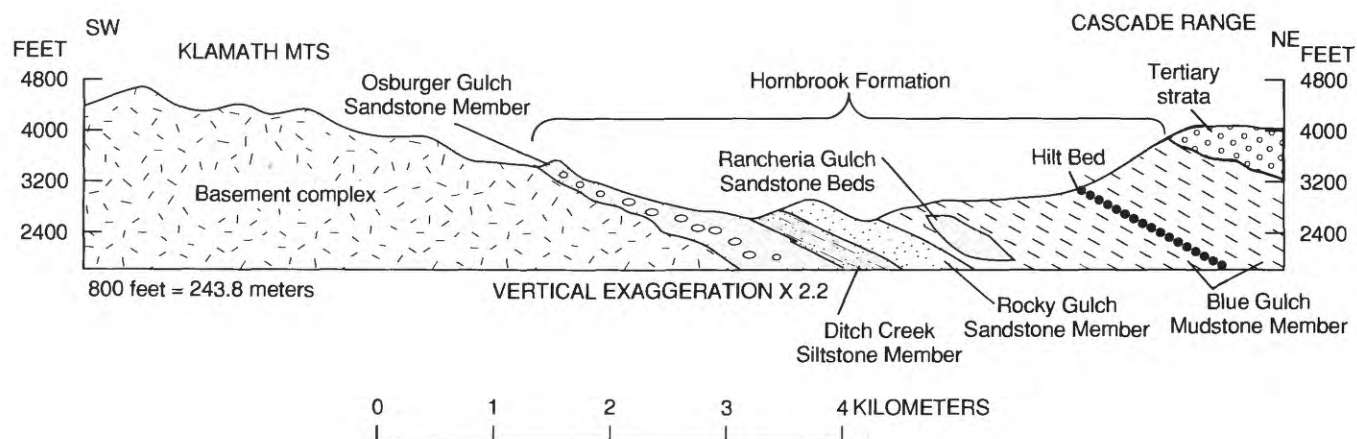 SW
CASCADE RANGE
FEET
KLAMATH MTS
NE
FEET
4800
Osburger Gulch
Sandstone Member
Hornbrook Formation
Tertiary
strata
4800
4000
4000
Rancheria Gulch
Sandstone Beds
Hilt Bed
3200
Basement complex
3200
2400
2400
800 feet = 243.8 meters
VERTICAL EXAGGERATION X 2.2
Ditch Creek
Siltstone Member
Rocky Gulch
Sandstone Member
Blue Gulch
Mudstone Member
0 1 2 3 4 KILOMETERS